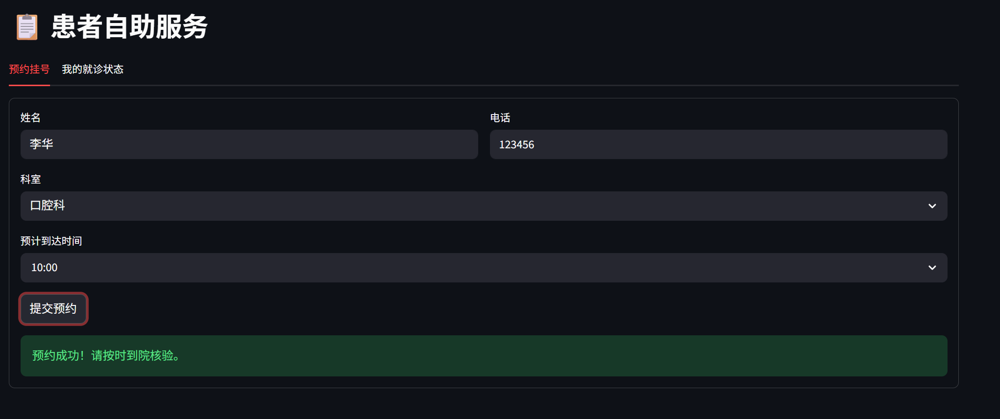 患者自助服务
预约挂号 我的就诊状态
姓名 电话
李华 123456
科室
口腔科
预计到达时间
10:00
提交预约
预约成功！请按时到院核验。